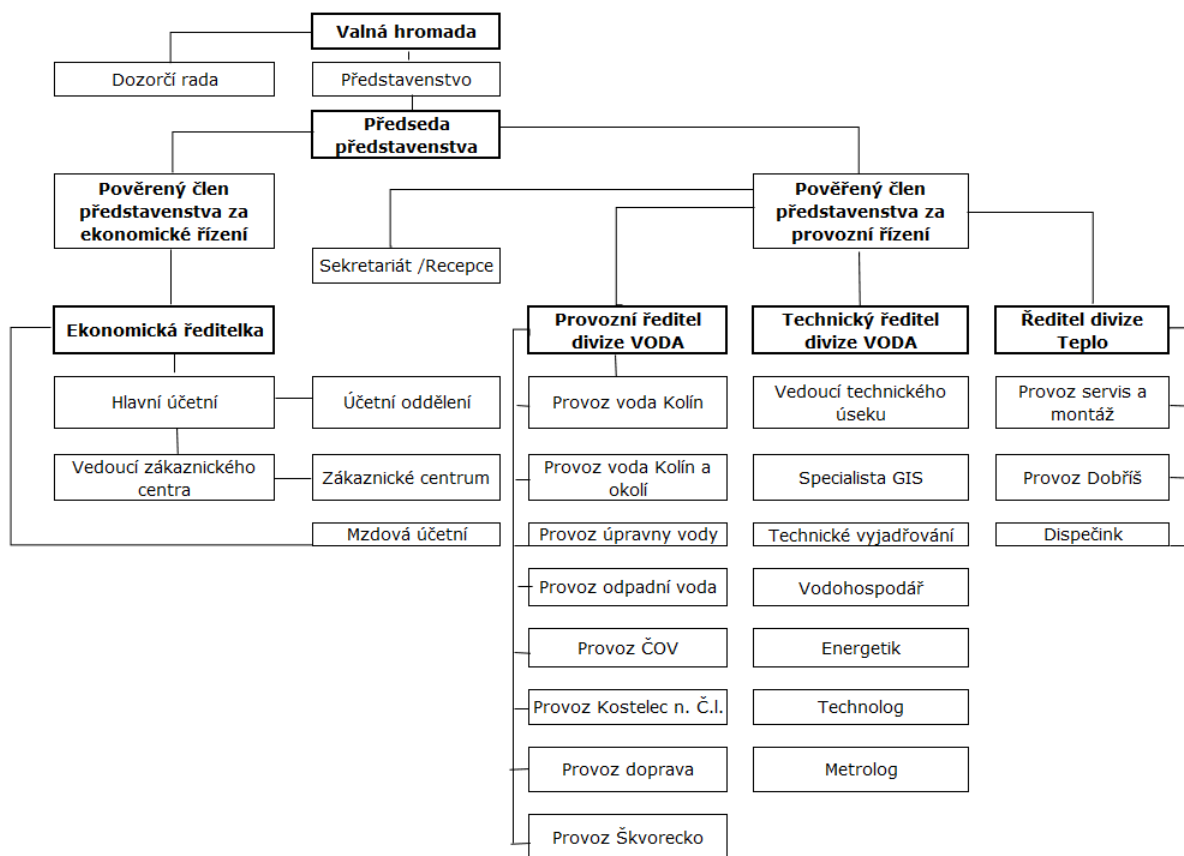 Valná hromada
Dozorčí rada
Představenstvo
Předseda
představenstva
Pověrený člen
představenstva za
ekonomické řízení
Pověřený člen
představenstva za
provozní řízení
Sekretariát /Recepce
Ekonomická ředitelka
Provozní ředitel
divize VODA
Technický ředitel
divize VODA
Ředitel divize
Teplo
Hlavní účetní
Účetní oddělení
Provoz voda Kolín
Vedoucí technického
úseku
Provoz servis a
montáž
Vedoucí zákaznického
centra
Zákaznické centrum
Provoz voda Kolín a
okolí
Specialista GIS
Provoz Dobříš
Mzdová účetní
Provoz úpravny vody
Technické vyjadřování
Dispečink
Provoz odpadní voda
Vodohospodář
Provoz ČOV
Energetik
Provoz Kostelec n. Č.l.
Technolog
Provoz doprava
Metrolog
Provoz Škvorecko